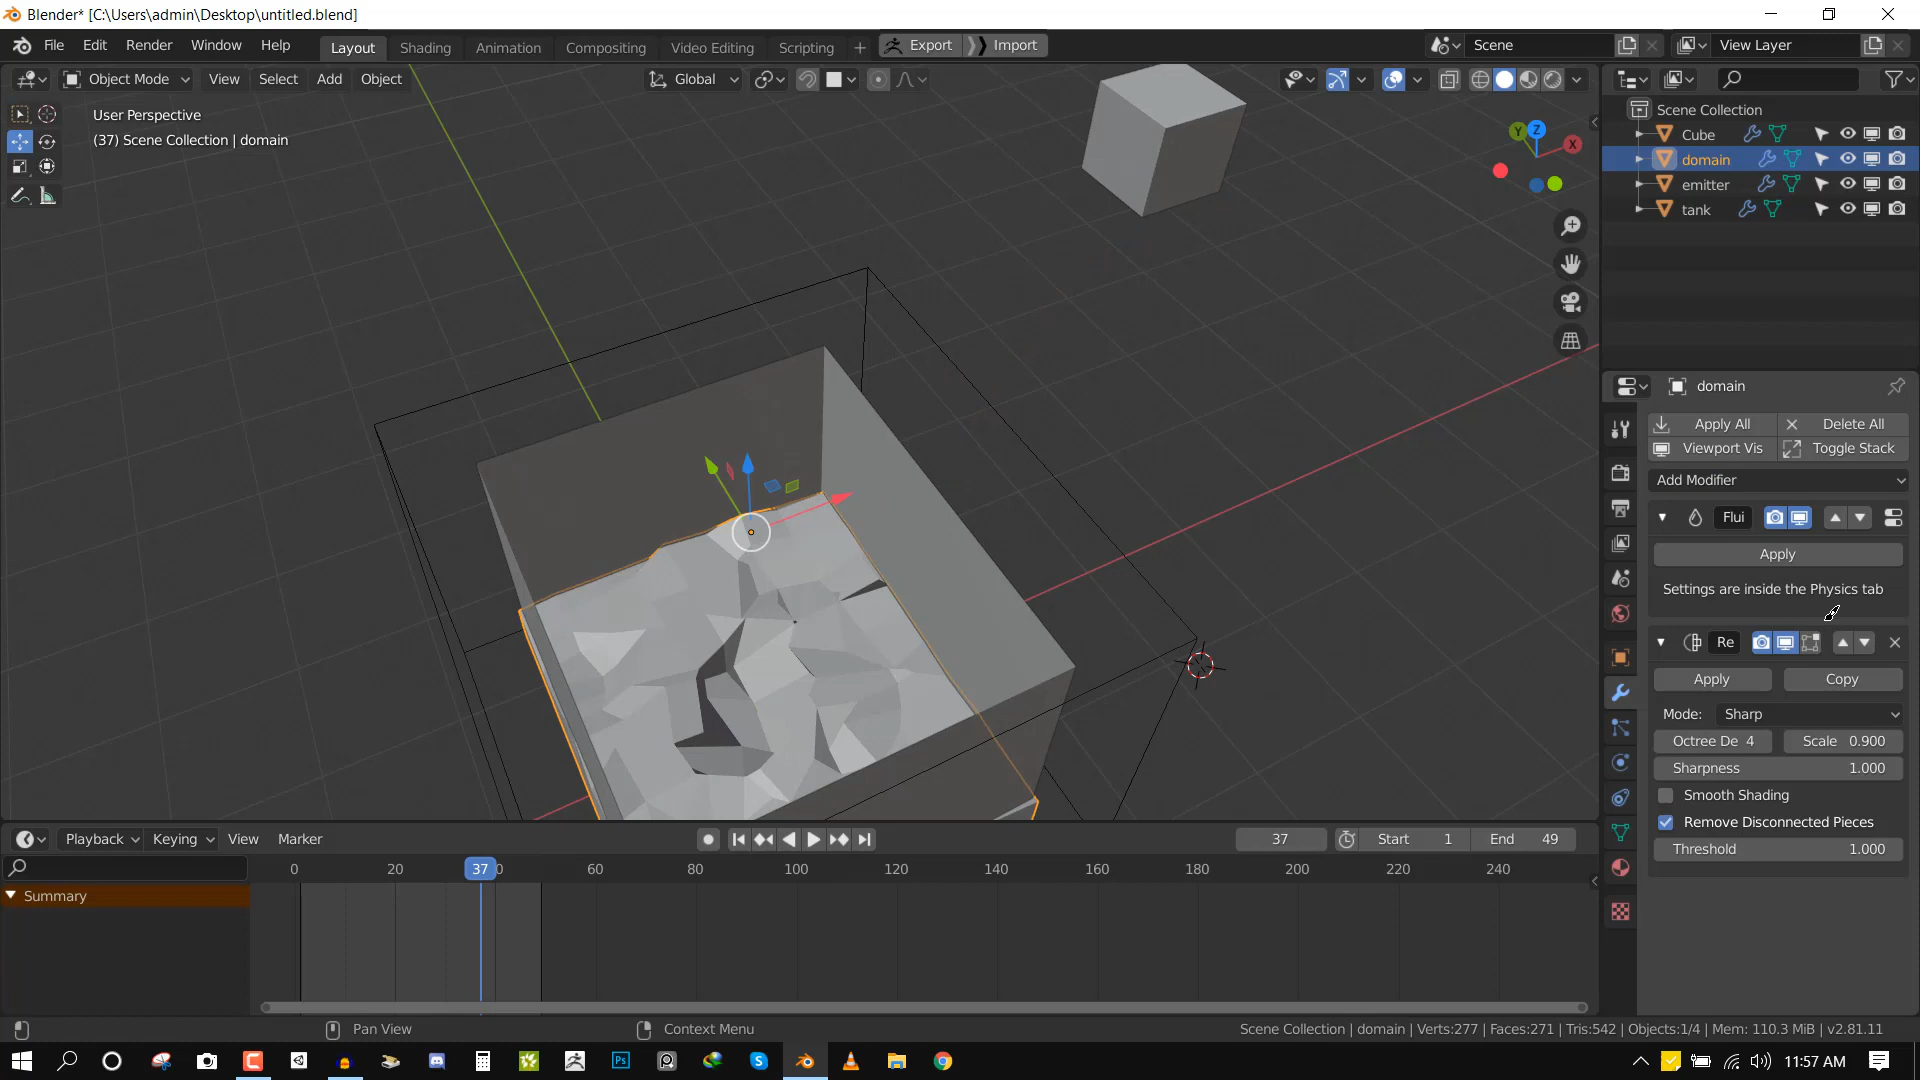 Blender* [C:\Users\admin\Desktop\untitled.blend]
File Edit Render Window Help Layout Shading Animation Compositing Video Editing Scripting + Export Import Scene View Layer
Object Mode View Select Add Object Global
User Perspective
(37) Scene Collection | domain
Y Z X
Scene Collection
Cube
domain
emitter
tank
domain
Apply All Delete All
Viewport Vis Toggle Stack
Add Modifier
Flui
Apply
Settings are inside the Physics tab
Re
Apply Copy
Mode: Sharp
Octree De 4 Scale 0.900
Sharpness 1.000
Smooth Shading
Remove Disconnected Pieces
Threshold 1.000
Playback Keying View Marker 37 Start 1 End 49
0 20 37 0 60 80 100 120 140 160 180 200 220 240
Summary
Pan View Context Menu Scene Collection | domain | Verts:277 | Faces:271 | Tris:542 | Objects:1/4 | Mem: 110.3 MiB | v2.81.11
Ps 11:57 AM